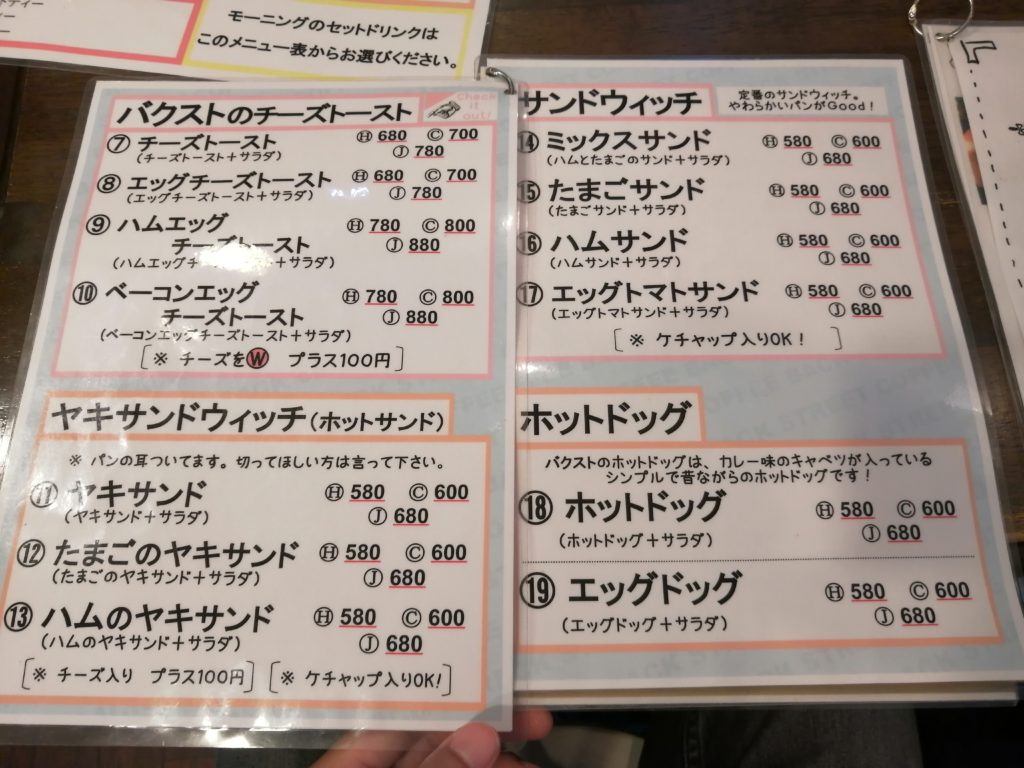 モーニングのセットドリンクは
このメニュー表からお選びください。
バクストのチーズトースト
Check it out!
⑦ チーズトースト Ⓗ 680 Ⓒ 700
(チーズトースト+サラダ) Ⓙ 780
⑧ エッグチーズトースト Ⓗ 680 Ⓒ 700
(エッグチーズトースト+サラダ) Ⓙ 780
⑨ ハムエッグ Ⓗ 780 Ⓒ 800
チーズトースト Ⓙ 880
(ハムエッグチーズトースト+サラダ)
⑩ ベーコンエッグ Ⓗ 780 Ⓒ 800
チーズトースト Ⓙ 880
(ベーコンエッグチーズトースト+サラダ)
[※ チーズをⓌ プラス100円]
ヤキサンドウィッチ(ホットサンド)
※ パンの耳ついてます。切ってほしい方は言って下さい。
⑪ ヤキサンド Ⓗ 580 Ⓒ 600
(ヤキサンド+サラダ) Ⓙ 680
⑫ たまごのヤキサンド Ⓗ 580 Ⓒ 600
(たまごのヤキサンド+サラダ) Ⓙ 680
⑬ ハムのヤキサンド Ⓗ 580 Ⓒ 600
(ハムのヤキサンド+サラダ) Ⓙ 680
[※ チーズ入り プラス100円] [※ ケチャップ入りOK!]
サンドウィッチ
定番のサンドウィッチ。
やわらかいパンがGood!
⑭ ミックスサンド Ⓗ 580 Ⓒ 600
(ハムとたまごのサンド+サラダ) Ⓙ 680
⑮ たまごサンド Ⓗ 580 Ⓒ 600
(たまごサンド+サラダ) Ⓙ 680
⑯ ハムサンド Ⓗ 580 Ⓒ 600
(ハムサンド+サラダ) Ⓙ 680
⑰ エッグトマトサンド Ⓗ 580 Ⓒ 600
(エッグトマトサンド+サラダ) Ⓙ 680
[※ ケチャップ入りOK! ]
ホットドッグ
バクストのホットドッグは、カレー味のキャベツが入っている
シンプルで昔ながらのホットドッグです!
⑱ ホットドッグ Ⓗ 580 Ⓒ 600
(ホットドッグ+サラダ) Ⓙ 680
⑲ エッグドッグ Ⓗ 580 Ⓒ 600
(エッグドッグ+サラダ) Ⓙ 680